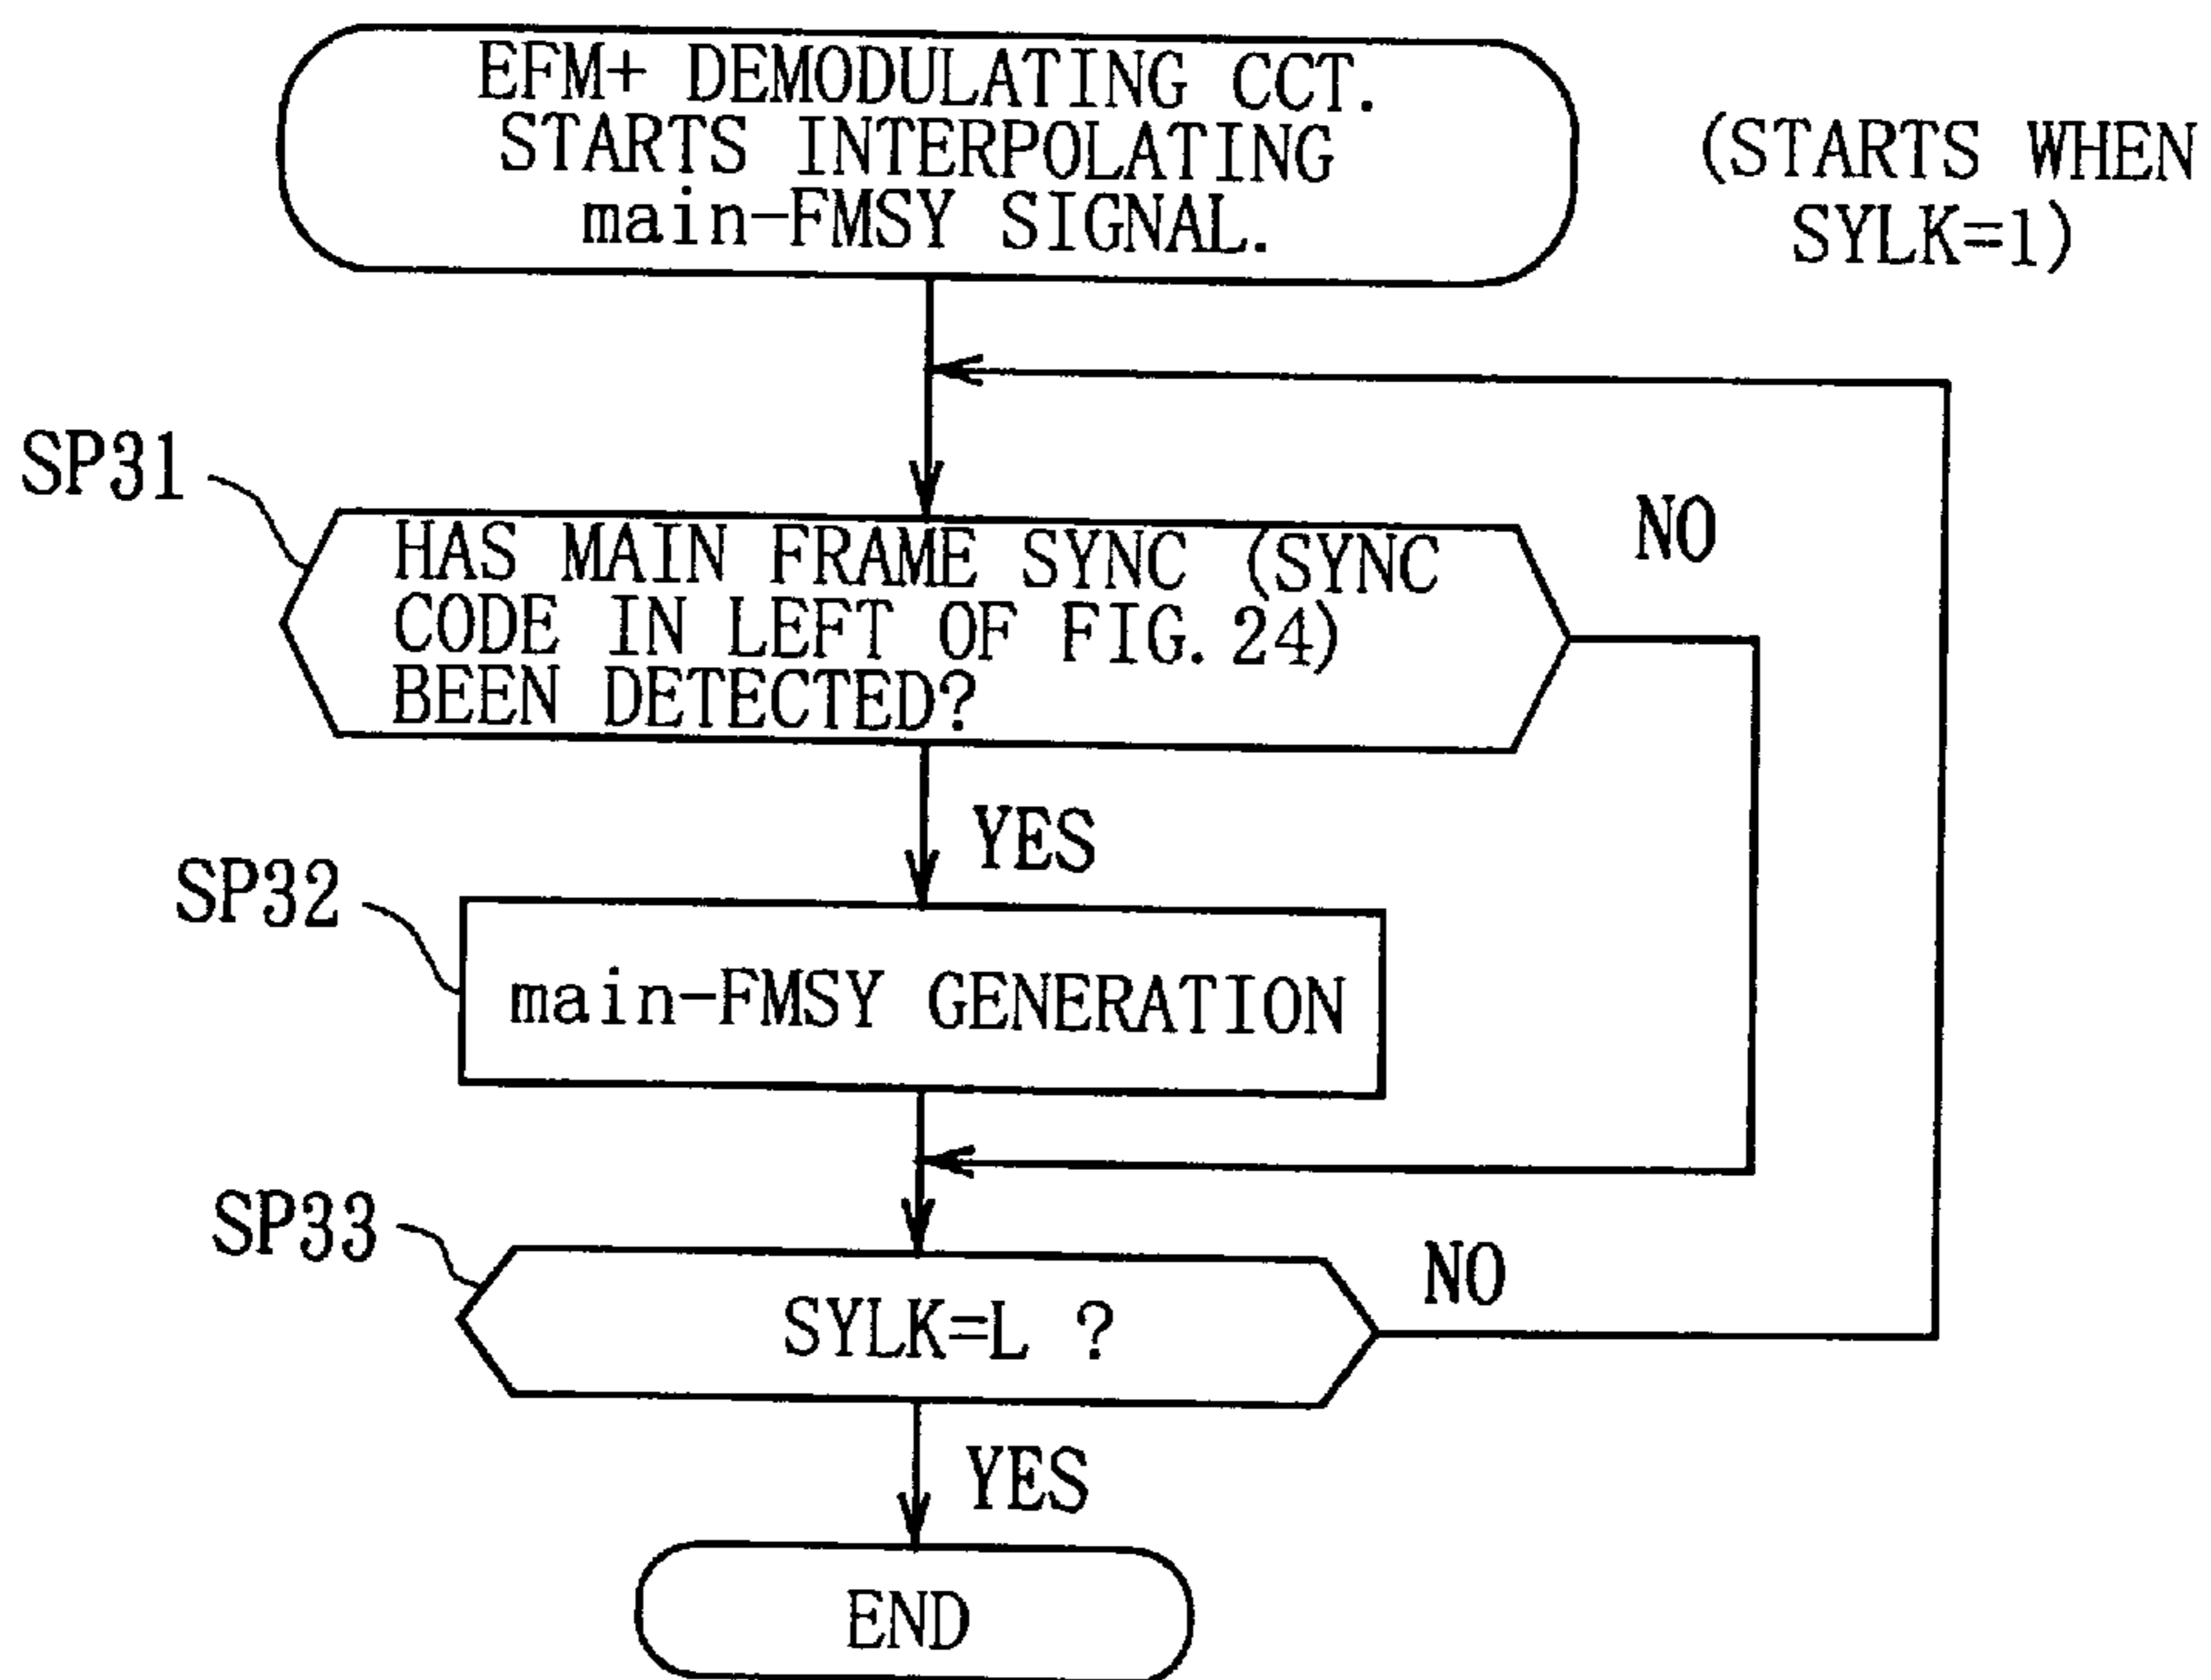 EFM+ DEMODULATING CCT.
STARTS INTERPOLATING
main-FMSY SIGNAL.
(STARTS WHEN
SYLK=1)
SP31
HAS MAIN FRAME SYNC (SYNC
CODE IN LEFT OF FIG. 24)
BEEN DETECTED?
NO
YES
SP32
main-FMSY GENERATION
SP33
SYLK=L ?
NO
YES
END